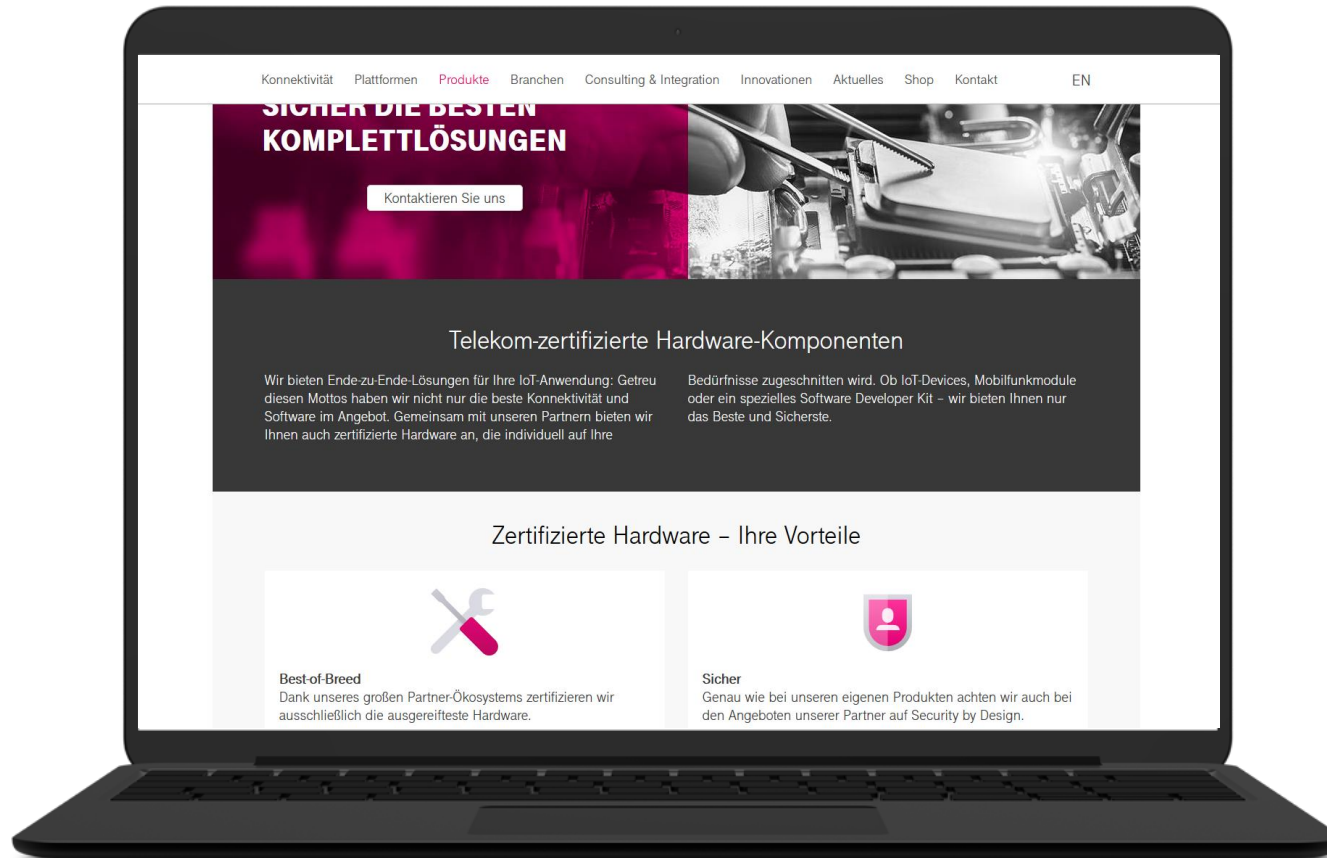 Konnektivität Plattformen Produkte Branchen Consulting & Integration Innovationen Aktuelles Shop Kontakt EN
SICHER DIE BESTEN
KOMPLETTLÖSUNGEN
Kontaktieren Sie uns
Telekom-zertifizierte Hardware-Komponenten
Wir bieten Ende-zu-Ende-Lösungen für Ihre IoT-Anwendung: Getreu
diesen Mottos haben wir nicht nur die beste Konnektivität und
Software im Angebot. Gemeinsam mit unseren Partnern bieten wir
Ihnen auch zertifizierte Hardware an, die individuell auf Ihre
Bedürfnisse zugeschnitten wird. Ob IoT-Devices, Mobilfunkmodule
oder ein spezielles Software Developer Kit – wir bieten Ihnen nur
das Beste und Sicherste.
Zertifizierte Hardware – Ihre Vorteile
Best-of-Breed
Dank unseres großen Partner-Ökosystems zertifizieren wir
ausschließlich die ausgereifteste Hardware.
Sicher
Genau wie bei unseren eigenen Produkten achten wir auch bei
den Angeboten unserer Partner auf Security by Design.